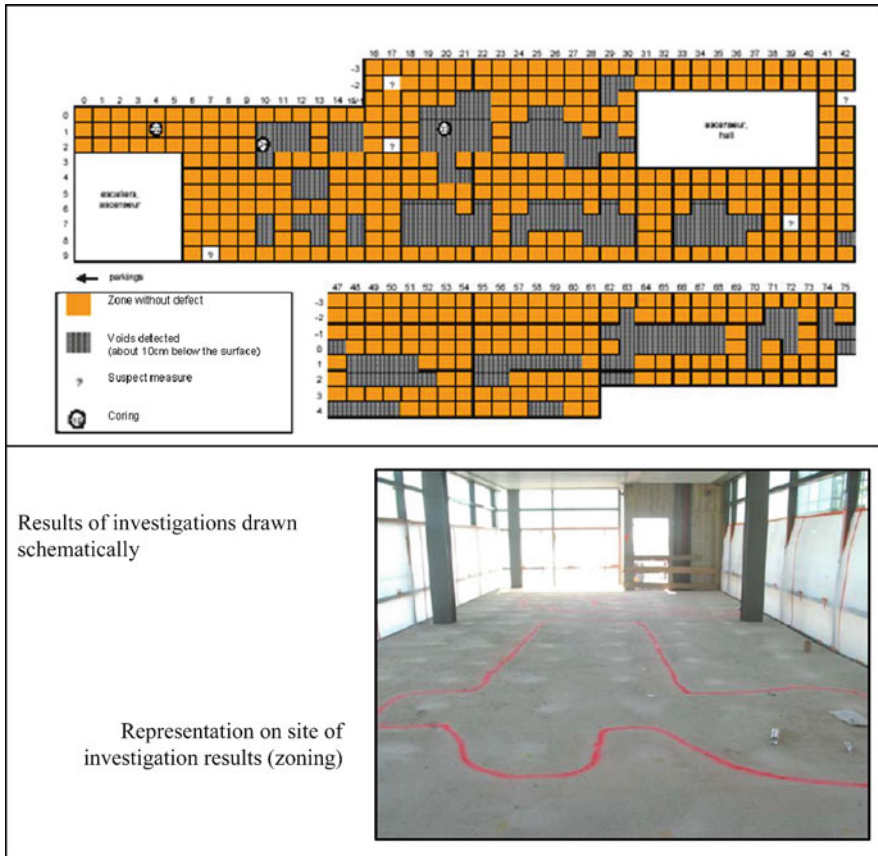 16 17 18 19 20 21 22 23 24 25 26 27 28 29 30 31 32 33 34 35 36 37 38 39 40 41 42
-3
-2
? ?
0 1 2 3 4 5 6 7 8 9 10 11 12 13 14
0
1
2
?
3
4
5
6
7
8
9
?
?
ascenseur,
hall
escaliers,
ascenseur
parkings
Zone without defect
Voids detected
(about 10cm below the surface)
?
Suspect measure
Coring
47 48 49 50 51 52 53 54 55 56 57 58 59 60 61 62 63 64 65 66 67 68 69 70 71 72 73 74 75
-3
-2
-1
0
1
2
3
4
Results of investigations drawn
schematically
Representation on site of
investigation results (zoning)